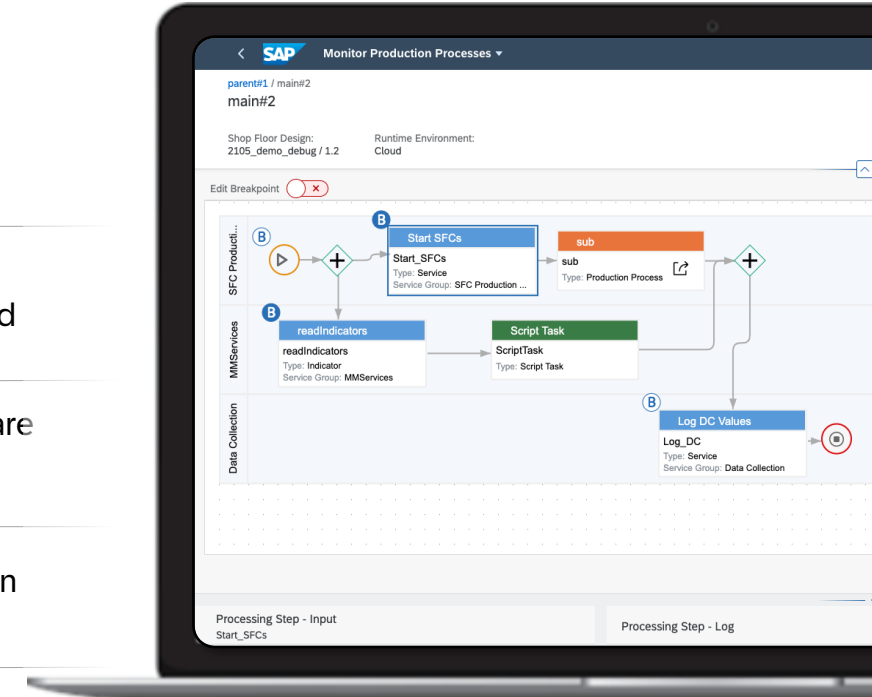 d
are
n
SAP
Monitor Production Processes
parent#1 / main#2
main#2
Shop Floor Design:
2105_demo_debug / 1.2
Runtime Environment:
Cloud
Edit Breakpoint
SFC Producti...
B
B
Start SFCs
Start_SFCs
Type: Service
Service Group: SFC Production ...
sub
sub
Type: Production Process
MMServices
B
readIndicators
readIndicators
Type: Indicator
Service Group: MMServices
Script Task
ScriptTask
Type: Script Task
Data Collection
B
Log DC Values
Log_DC
Type: Service
Service Group: Data Collection
Processing Step - Input
Start_SFCs
Processing Step - Log